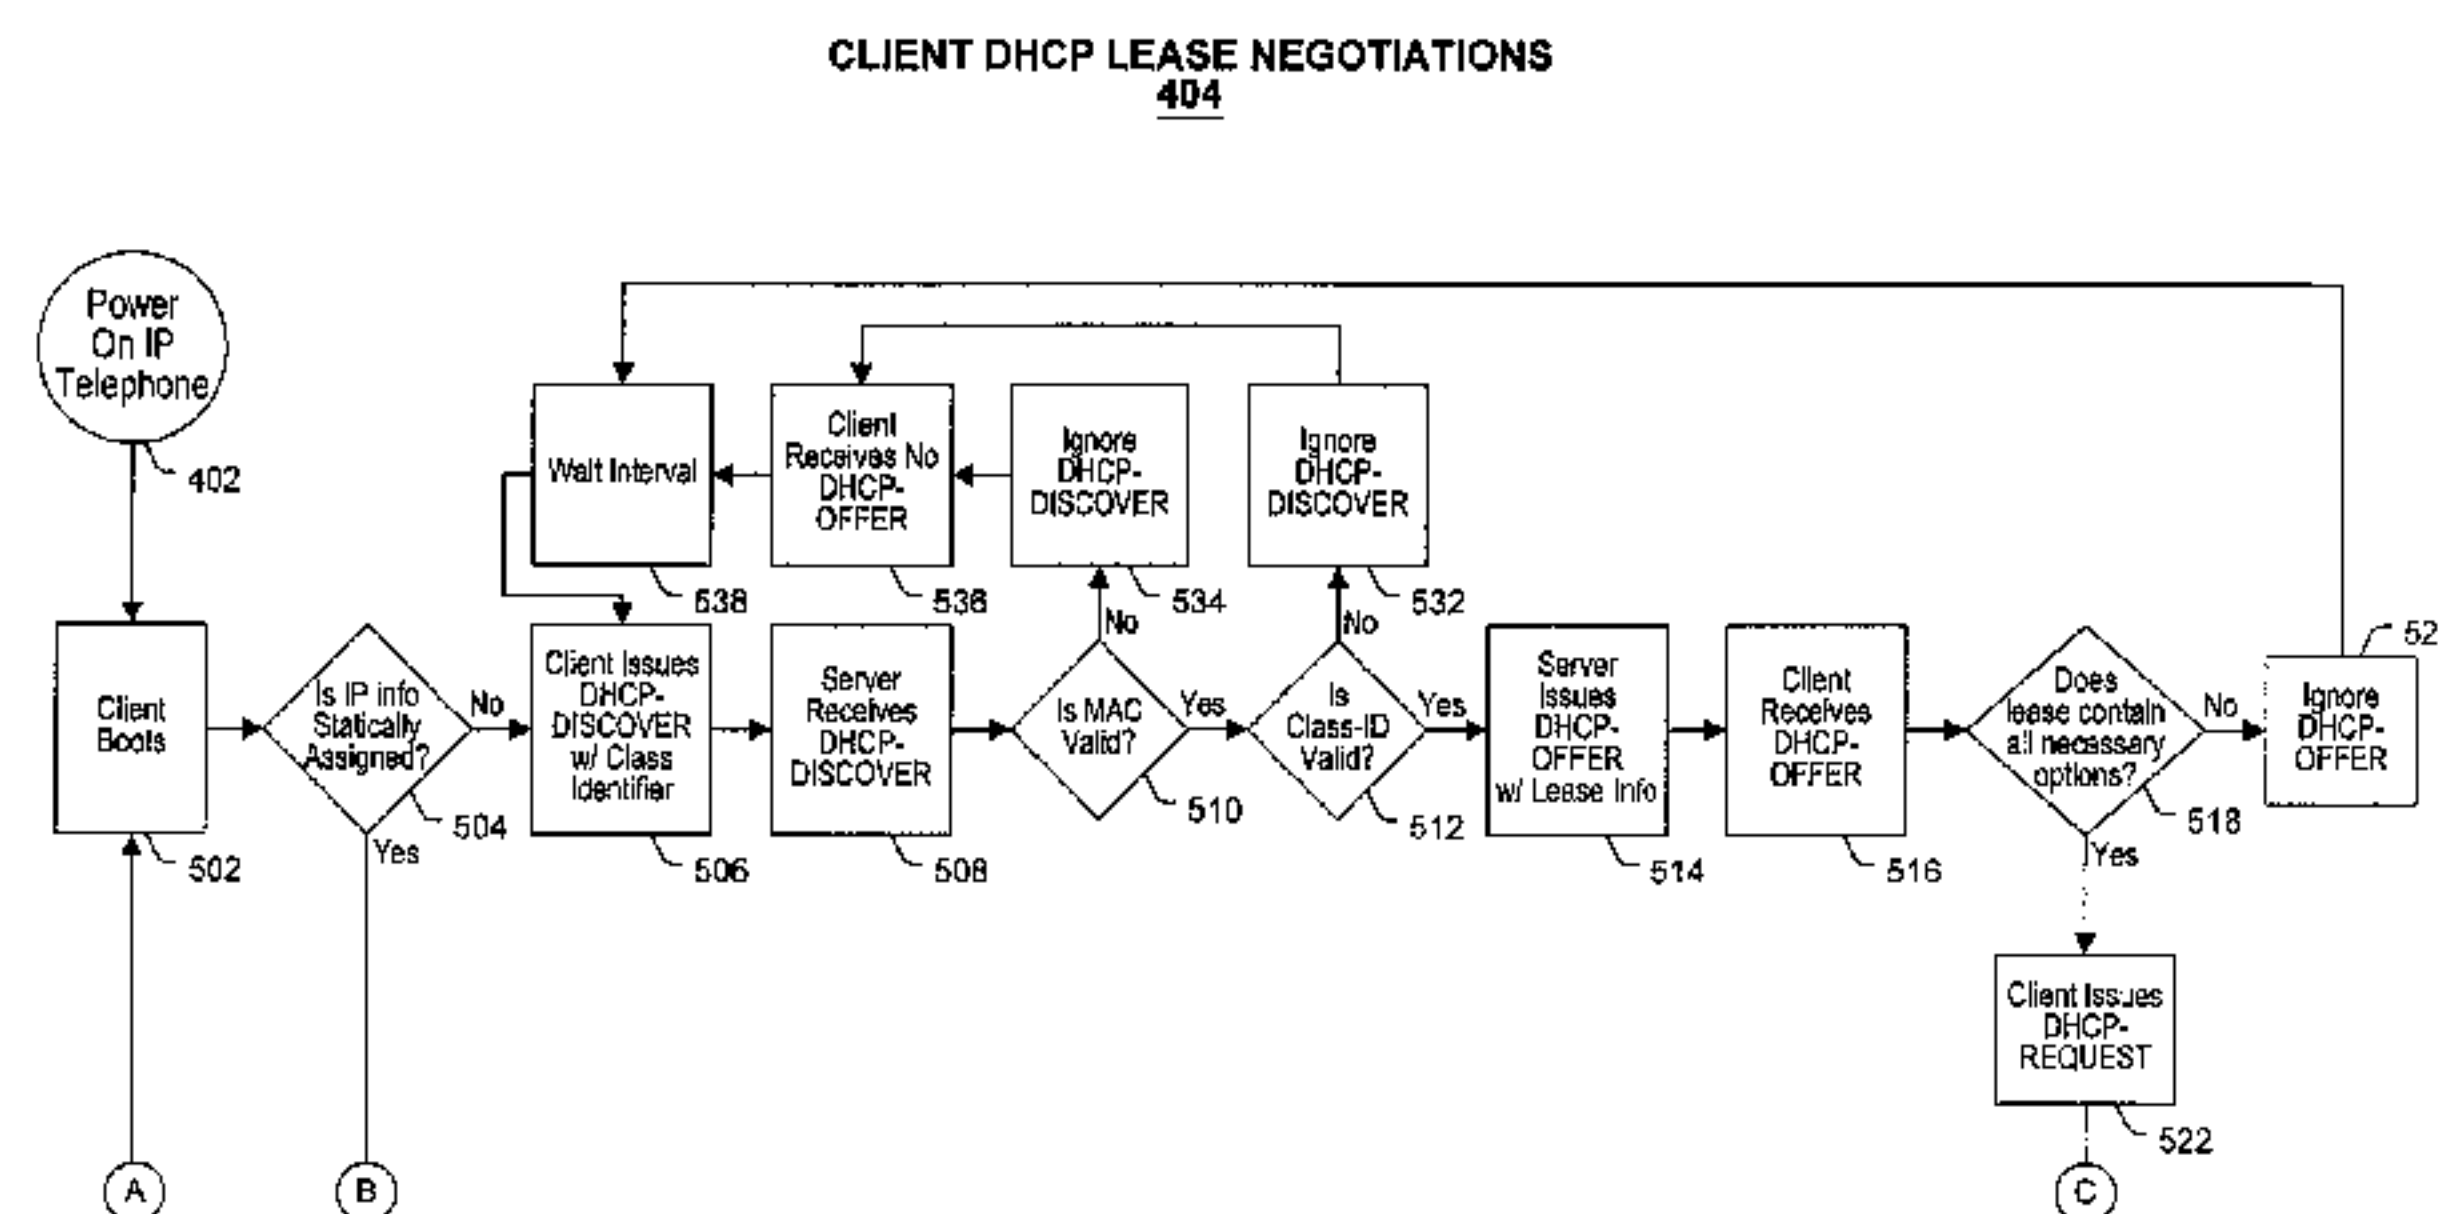 CLIENT DHCP LEASE NEGOTIATIONS
404
Power
On IP
Telephone
402
Wait Interval
538
Client
Receives No
DHCP-
OFFER
536
Ignore
DHCP-
DISCOVER
534
Ignore
DHCP-
DISCOVER
532
Client
Boots
502
Is IP info
Statically
Assigned?
504
No
Yes
Client Issues
DHCP-
DISCOVER
w/ Class
Identifier
506
Server
Receives
DHCP-
DISCOVER
508
Is MAC
Valid?
510
No
Yes
Is
Class-ID
Valid?
512
No
Yes
Server
Issues
DHCP-
OFFER
w/ Lease Info
514
Client
Receives
DHCP-
OFFER
516
Does
lease contain
all necessary
options?
518
No
Yes
Ignore
DHCP-
OFFER
52
Client Issues
DHCP-
REQUEST
522
A
B
C